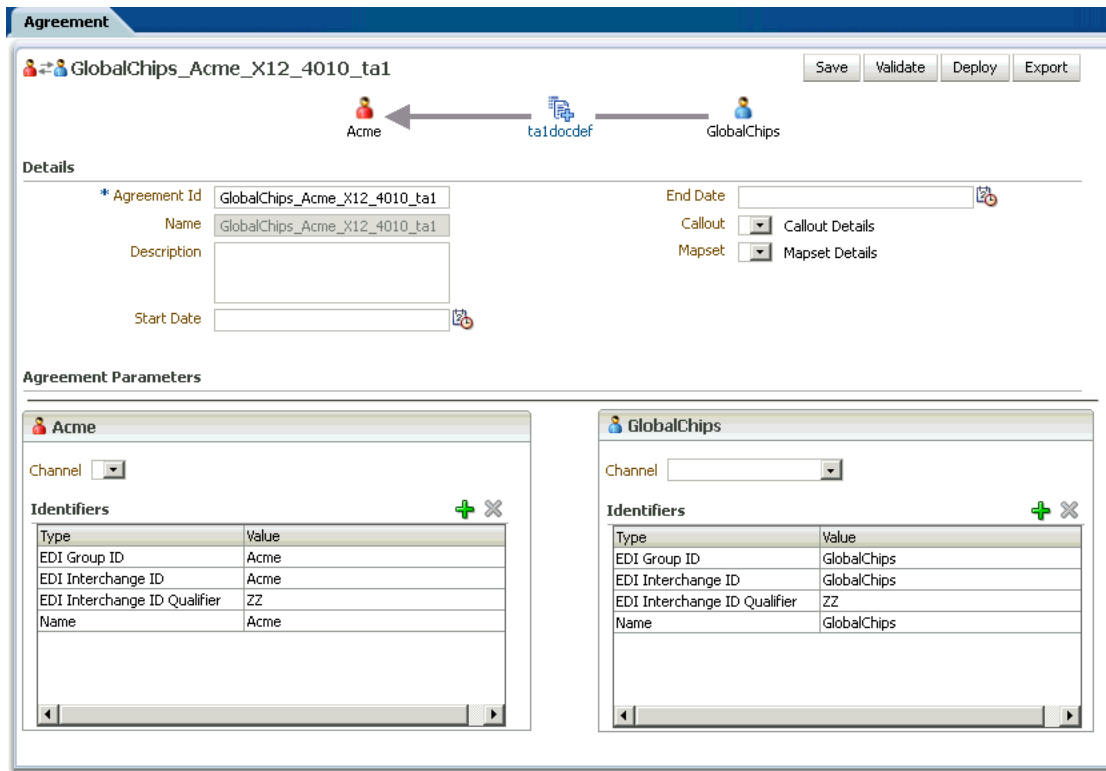 Agreement
GlobalChips_Acme_X12_4010_ta1
Save Validate Deploy Export
Acme ta1docdef GlobalChips
Details
* Agreement Id GlobalChips_Acme_X12_4010_ta1 End Date
Name GlobalChips_Acme_X12_4010_ta1 Callout Callout Details
Description Mapset Mapset Details
Start Date
Agreement Parameters
Acme
Channel
Identifiers
Type Value
EDI Group ID Acme
EDI Interchange ID Acme
EDI Interchange ID Qualifier ZZ
Name Acme
GlobalChips
Channel
Identifiers
Type Value
EDI Group ID GlobalChips
EDI Interchange ID GlobalChips
EDI Interchange ID Qualifier ZZ
Name GlobalChips